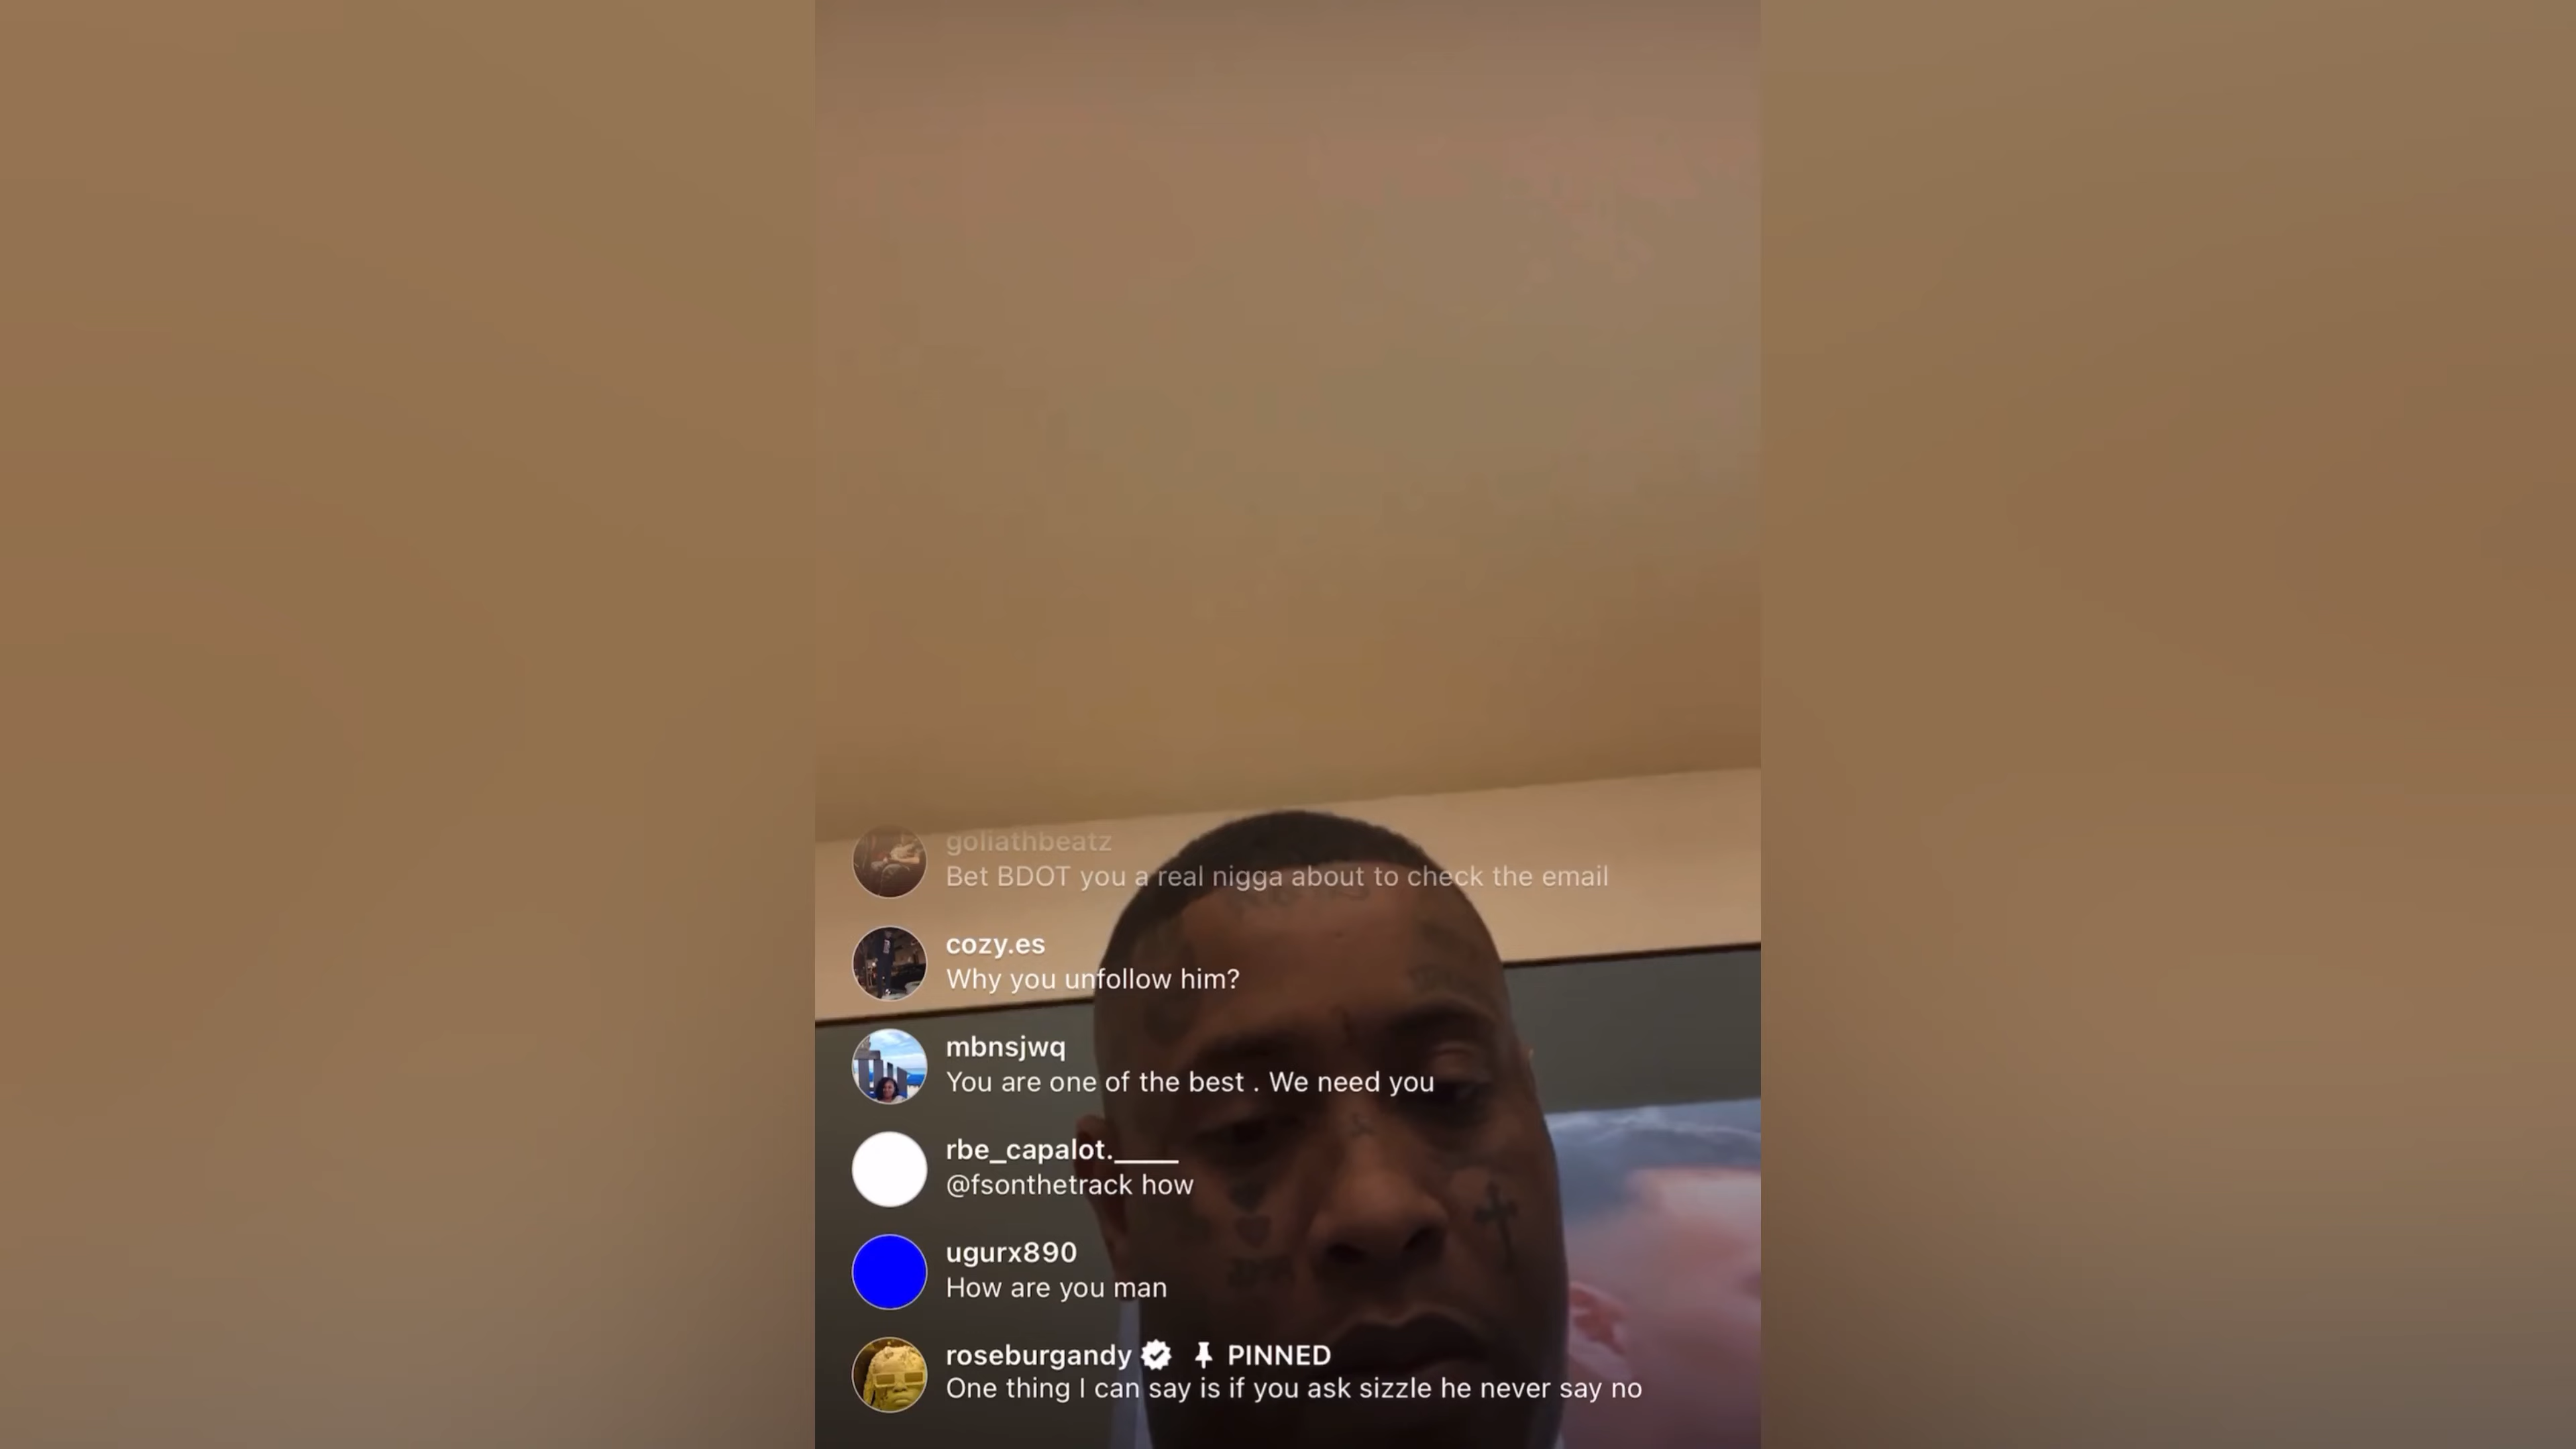 goliathbeatz
Bet BDOT you a real nigga about to check the email
cozy.es
Why you unfollow him?
mbnsjwq
You are one of the best . We need you
rbe_capalot._____
@fsonthetrack how
ugurx890
How are you man
roseburgandy PINNED
One thing I can say is if you ask sizzle he never say no